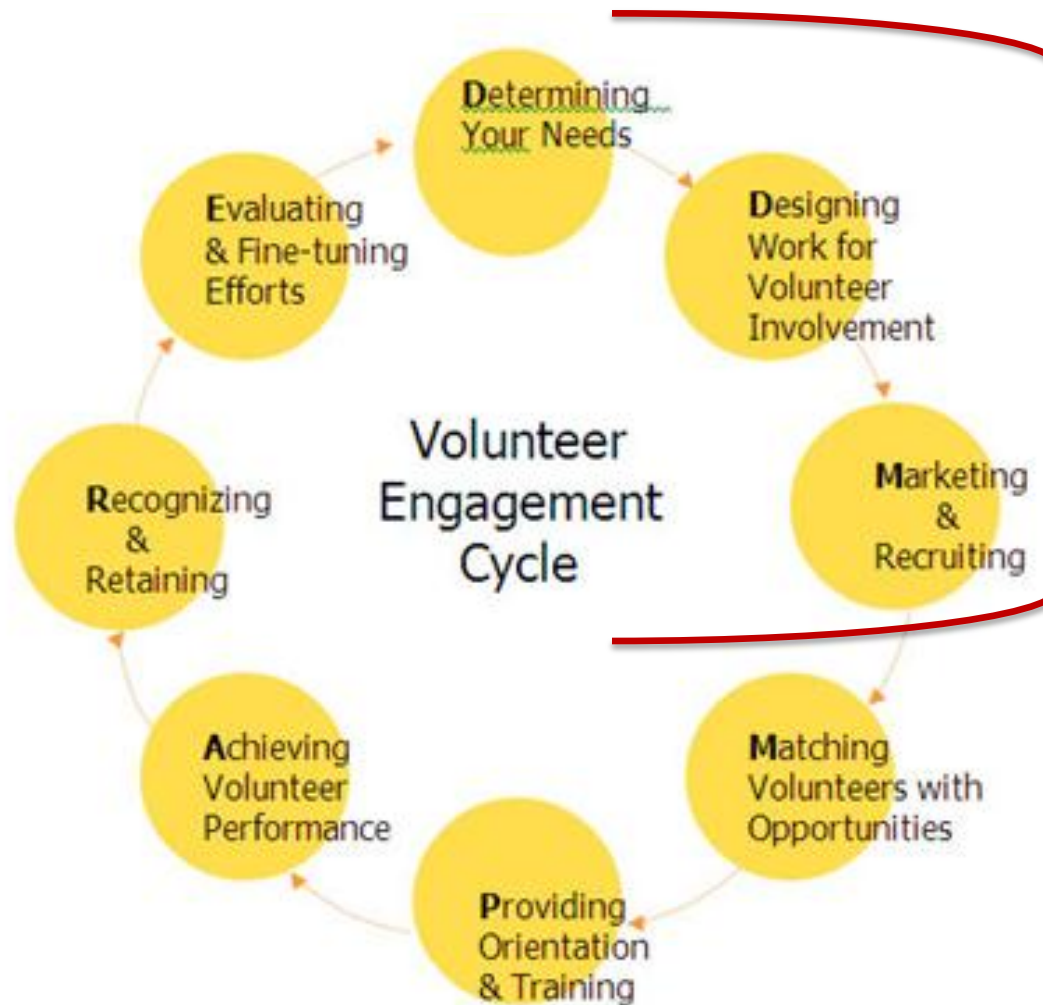 Determining
Your Needs
Designing
Work for
Volunteer
Involvement
Marketing
&
Recruiting
Matching
Volunteers with
Opportunities
Providing
Orientation
& Training
Achieving
Volunteer
Performance
Recognizing
&
Retaining
Evaluating
& Fine-tuning
Efforts
Volunteer
Engagement
Cycle